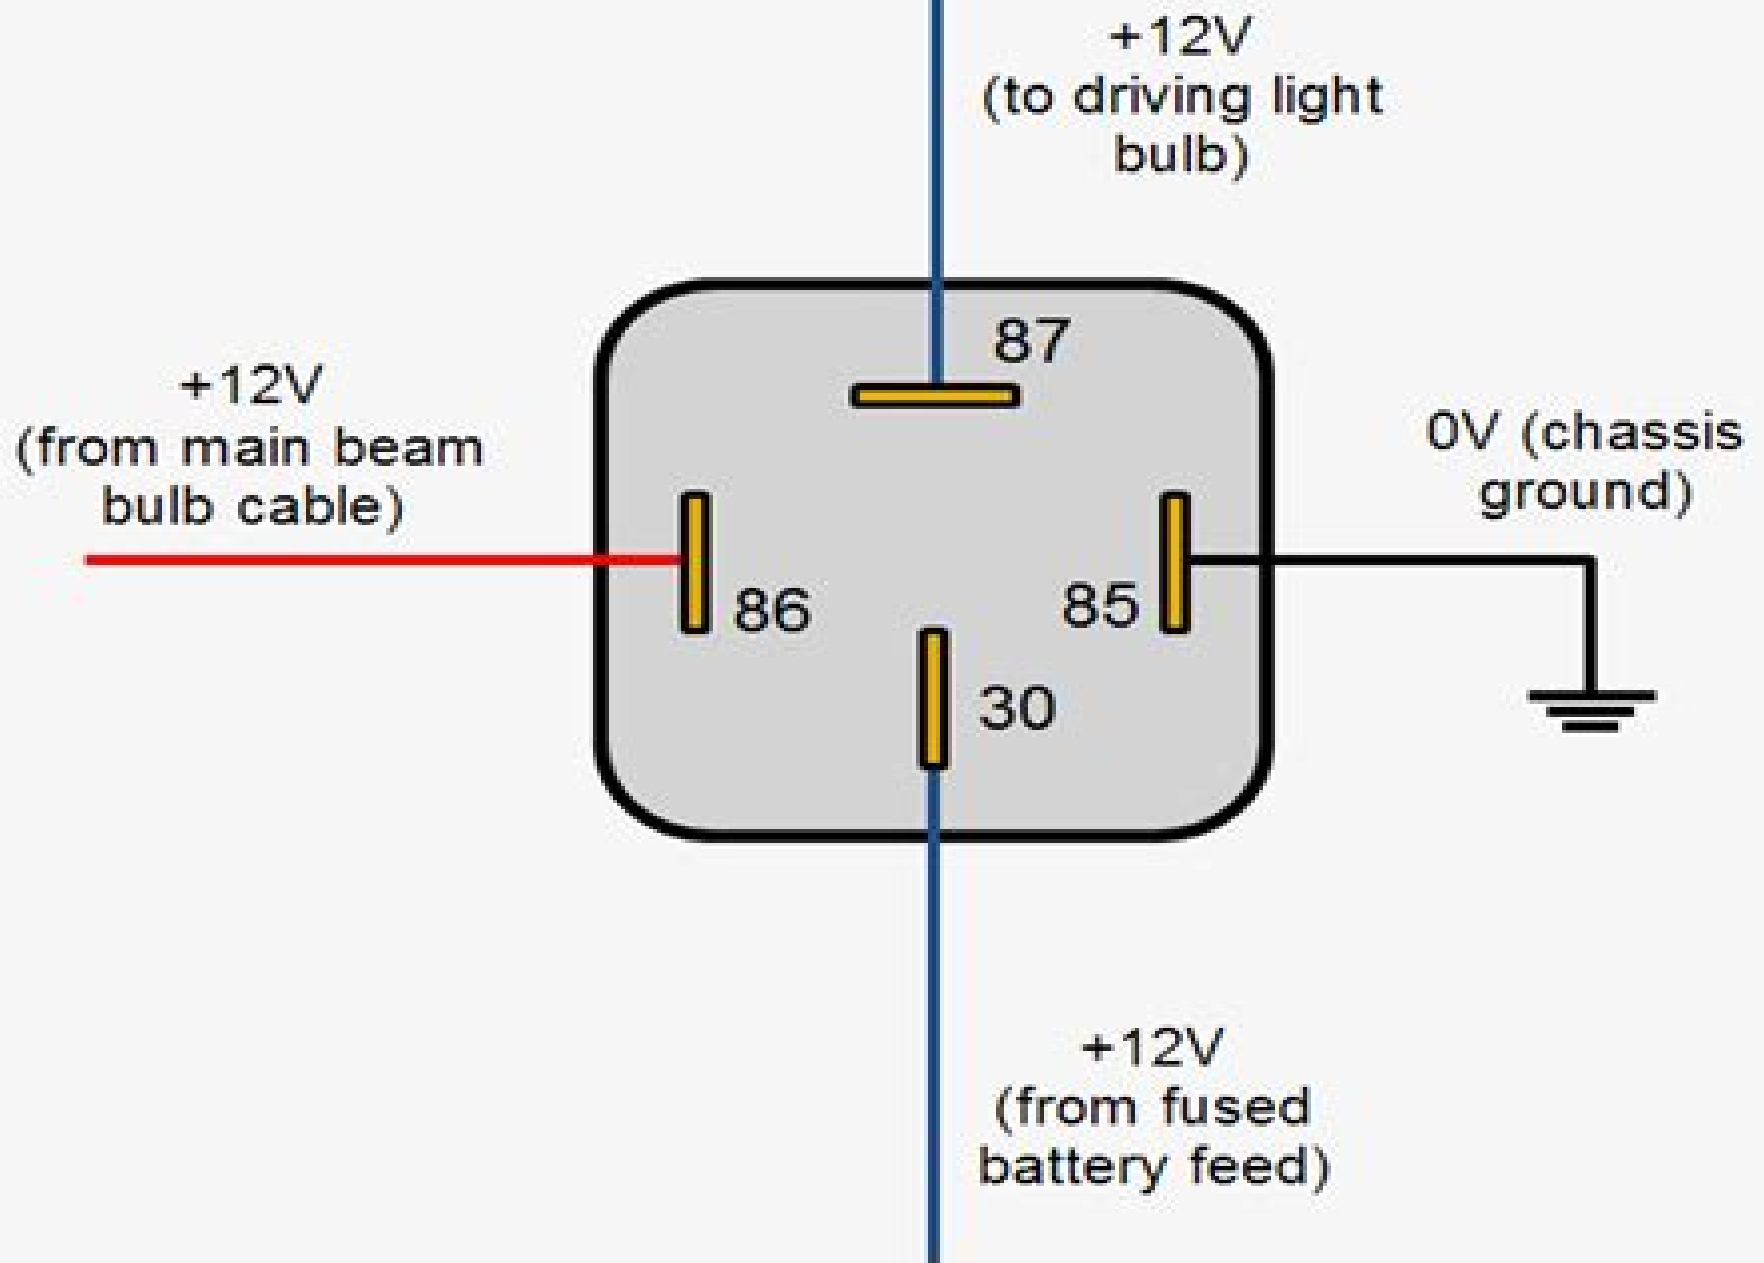 +12V
(to driving light
bulb)
87
+12V
(from main beam
bulb cable)
0V (chassis
ground)
86
85
30
+12V
(from fused
battery feed)